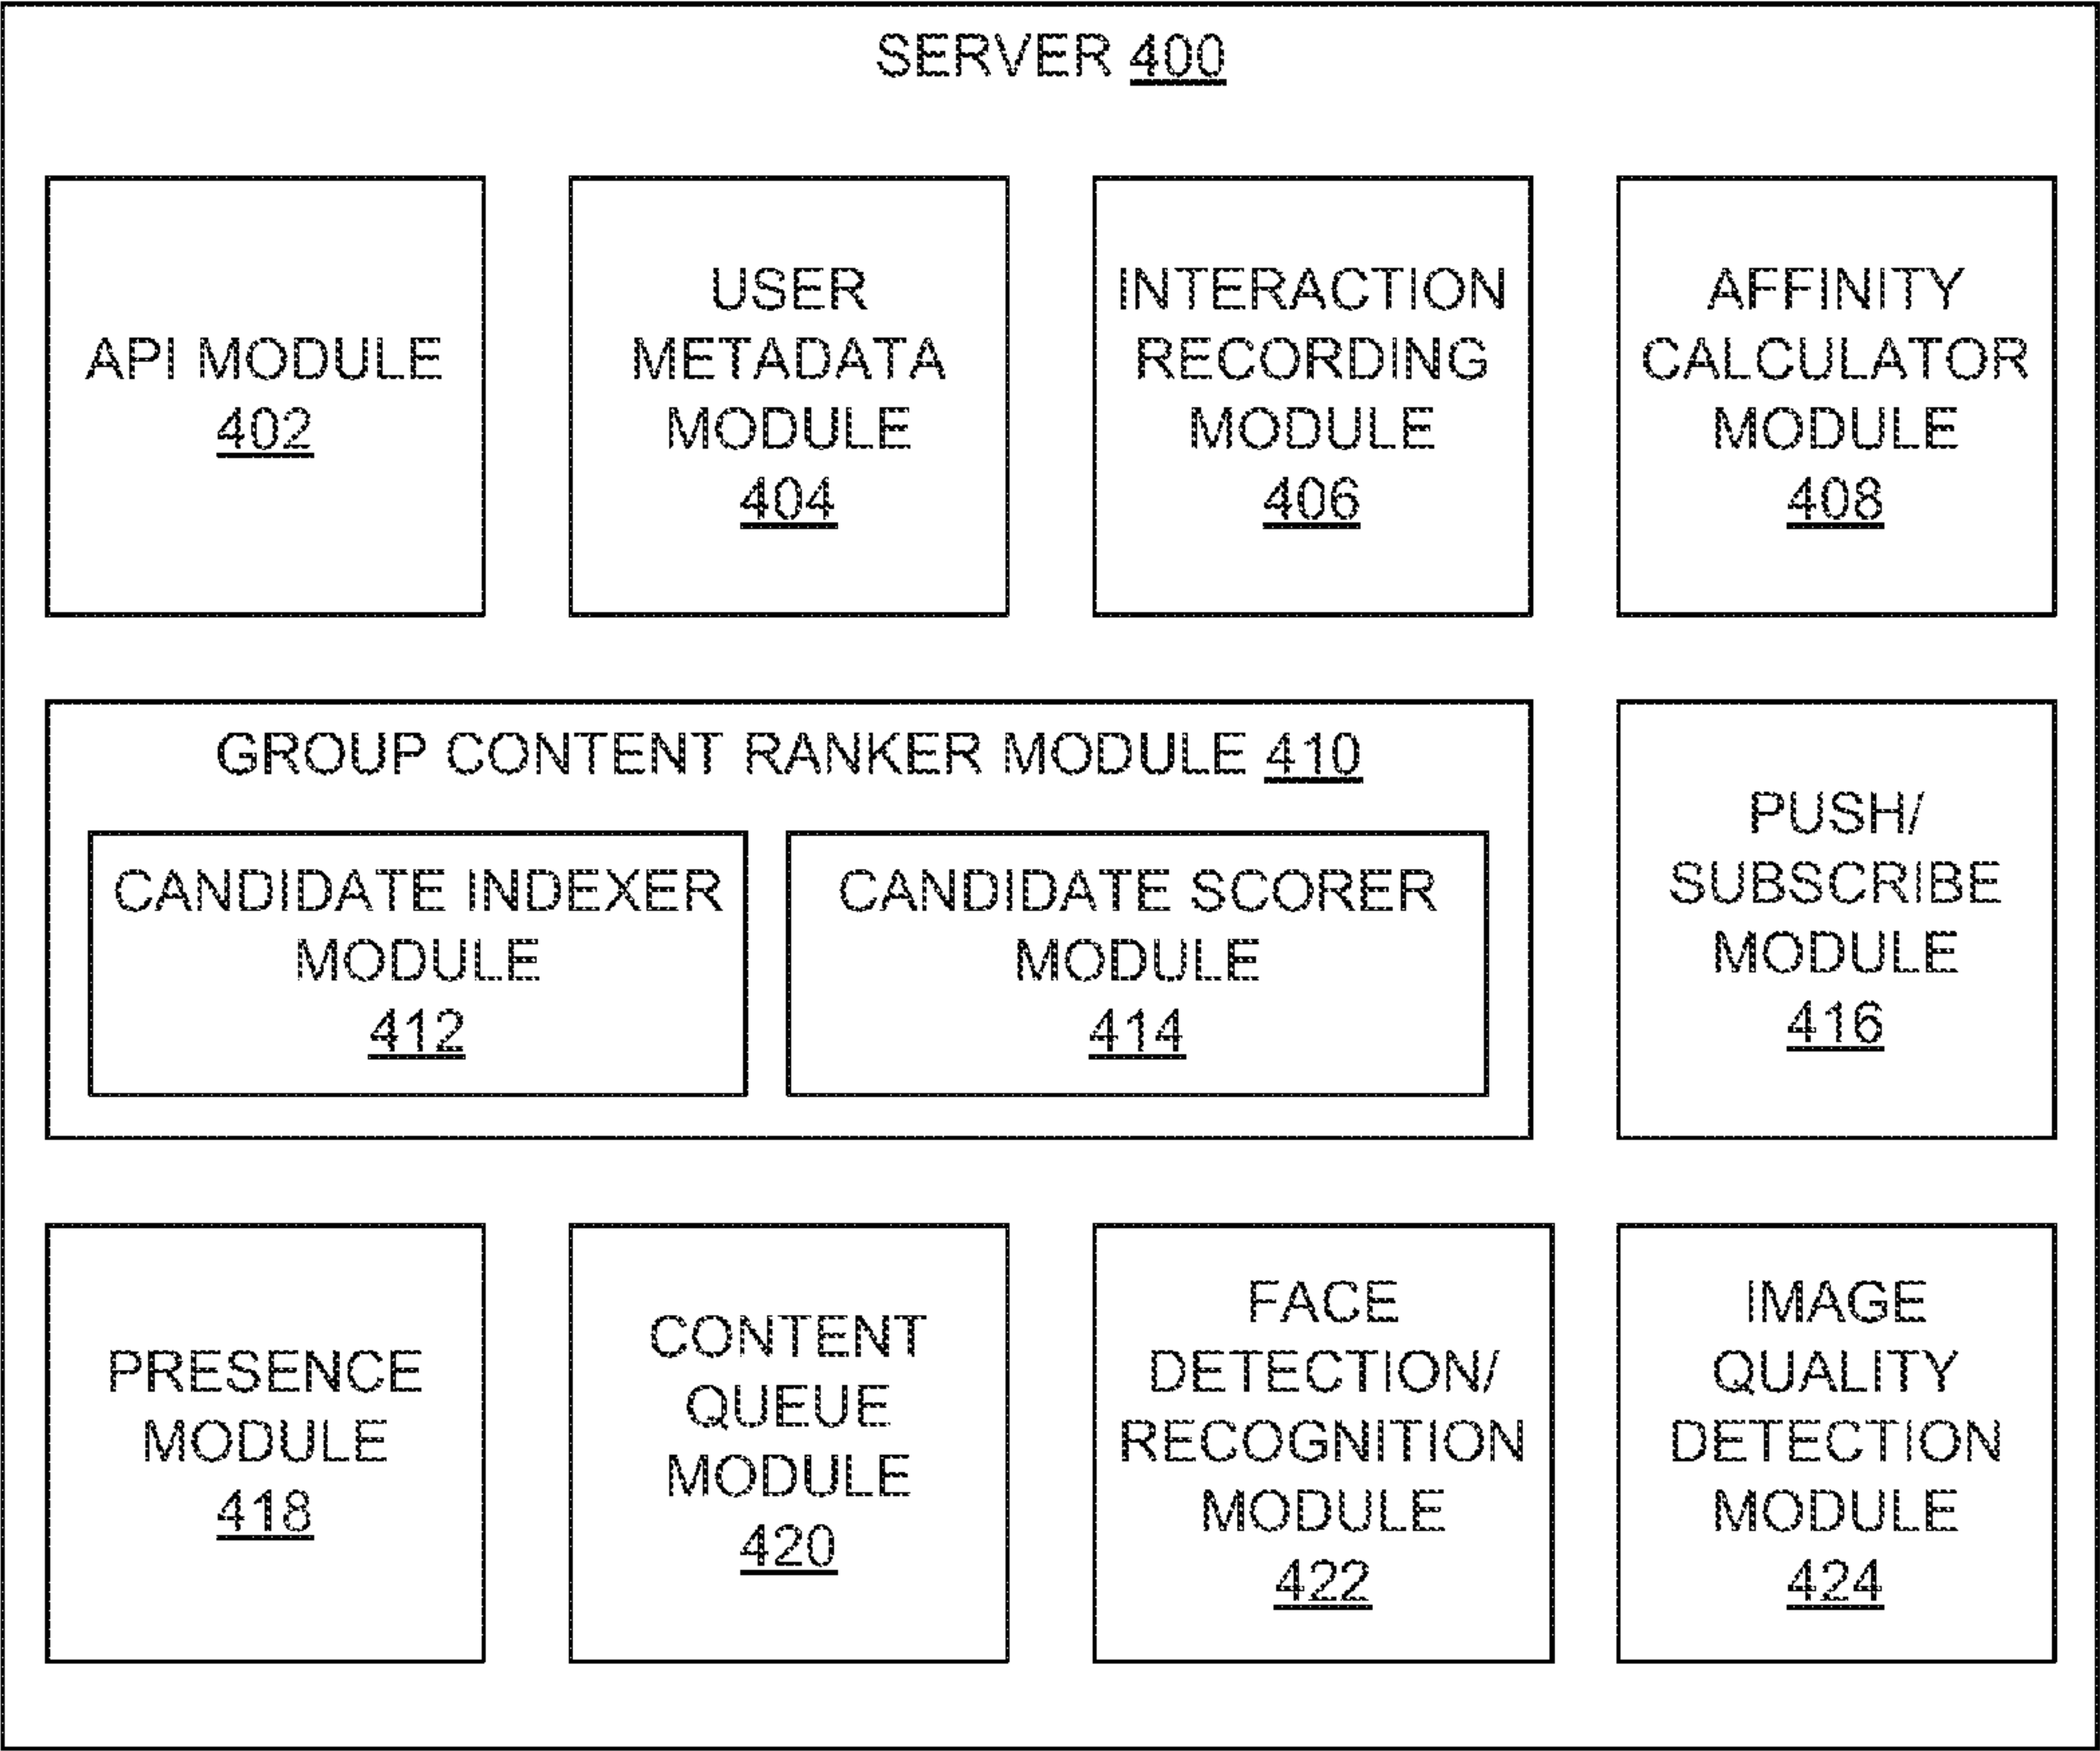 SERVER 400
API MODULE
402
USER
METADATA
MODULE
404
INTERACTION
RECORDING
MODULE
406
AFFINITY
CALCULATOR
MODULE
408
GROUP CONTENT RANKER MODULE 410
CANDIDATE INDEXER
MODULE
412
CANDIDATE SCORER
MODULE
414
PUSH/
SUBSCRIBE
MODULE
416
PRESENCE
MODULE
418
CONTENT
QUEUE
MODULE
420
FACE
DETECTION/
RECOGNITION
MODULE
422
IMAGE
QUALITY
DETECTION
MODULE
424